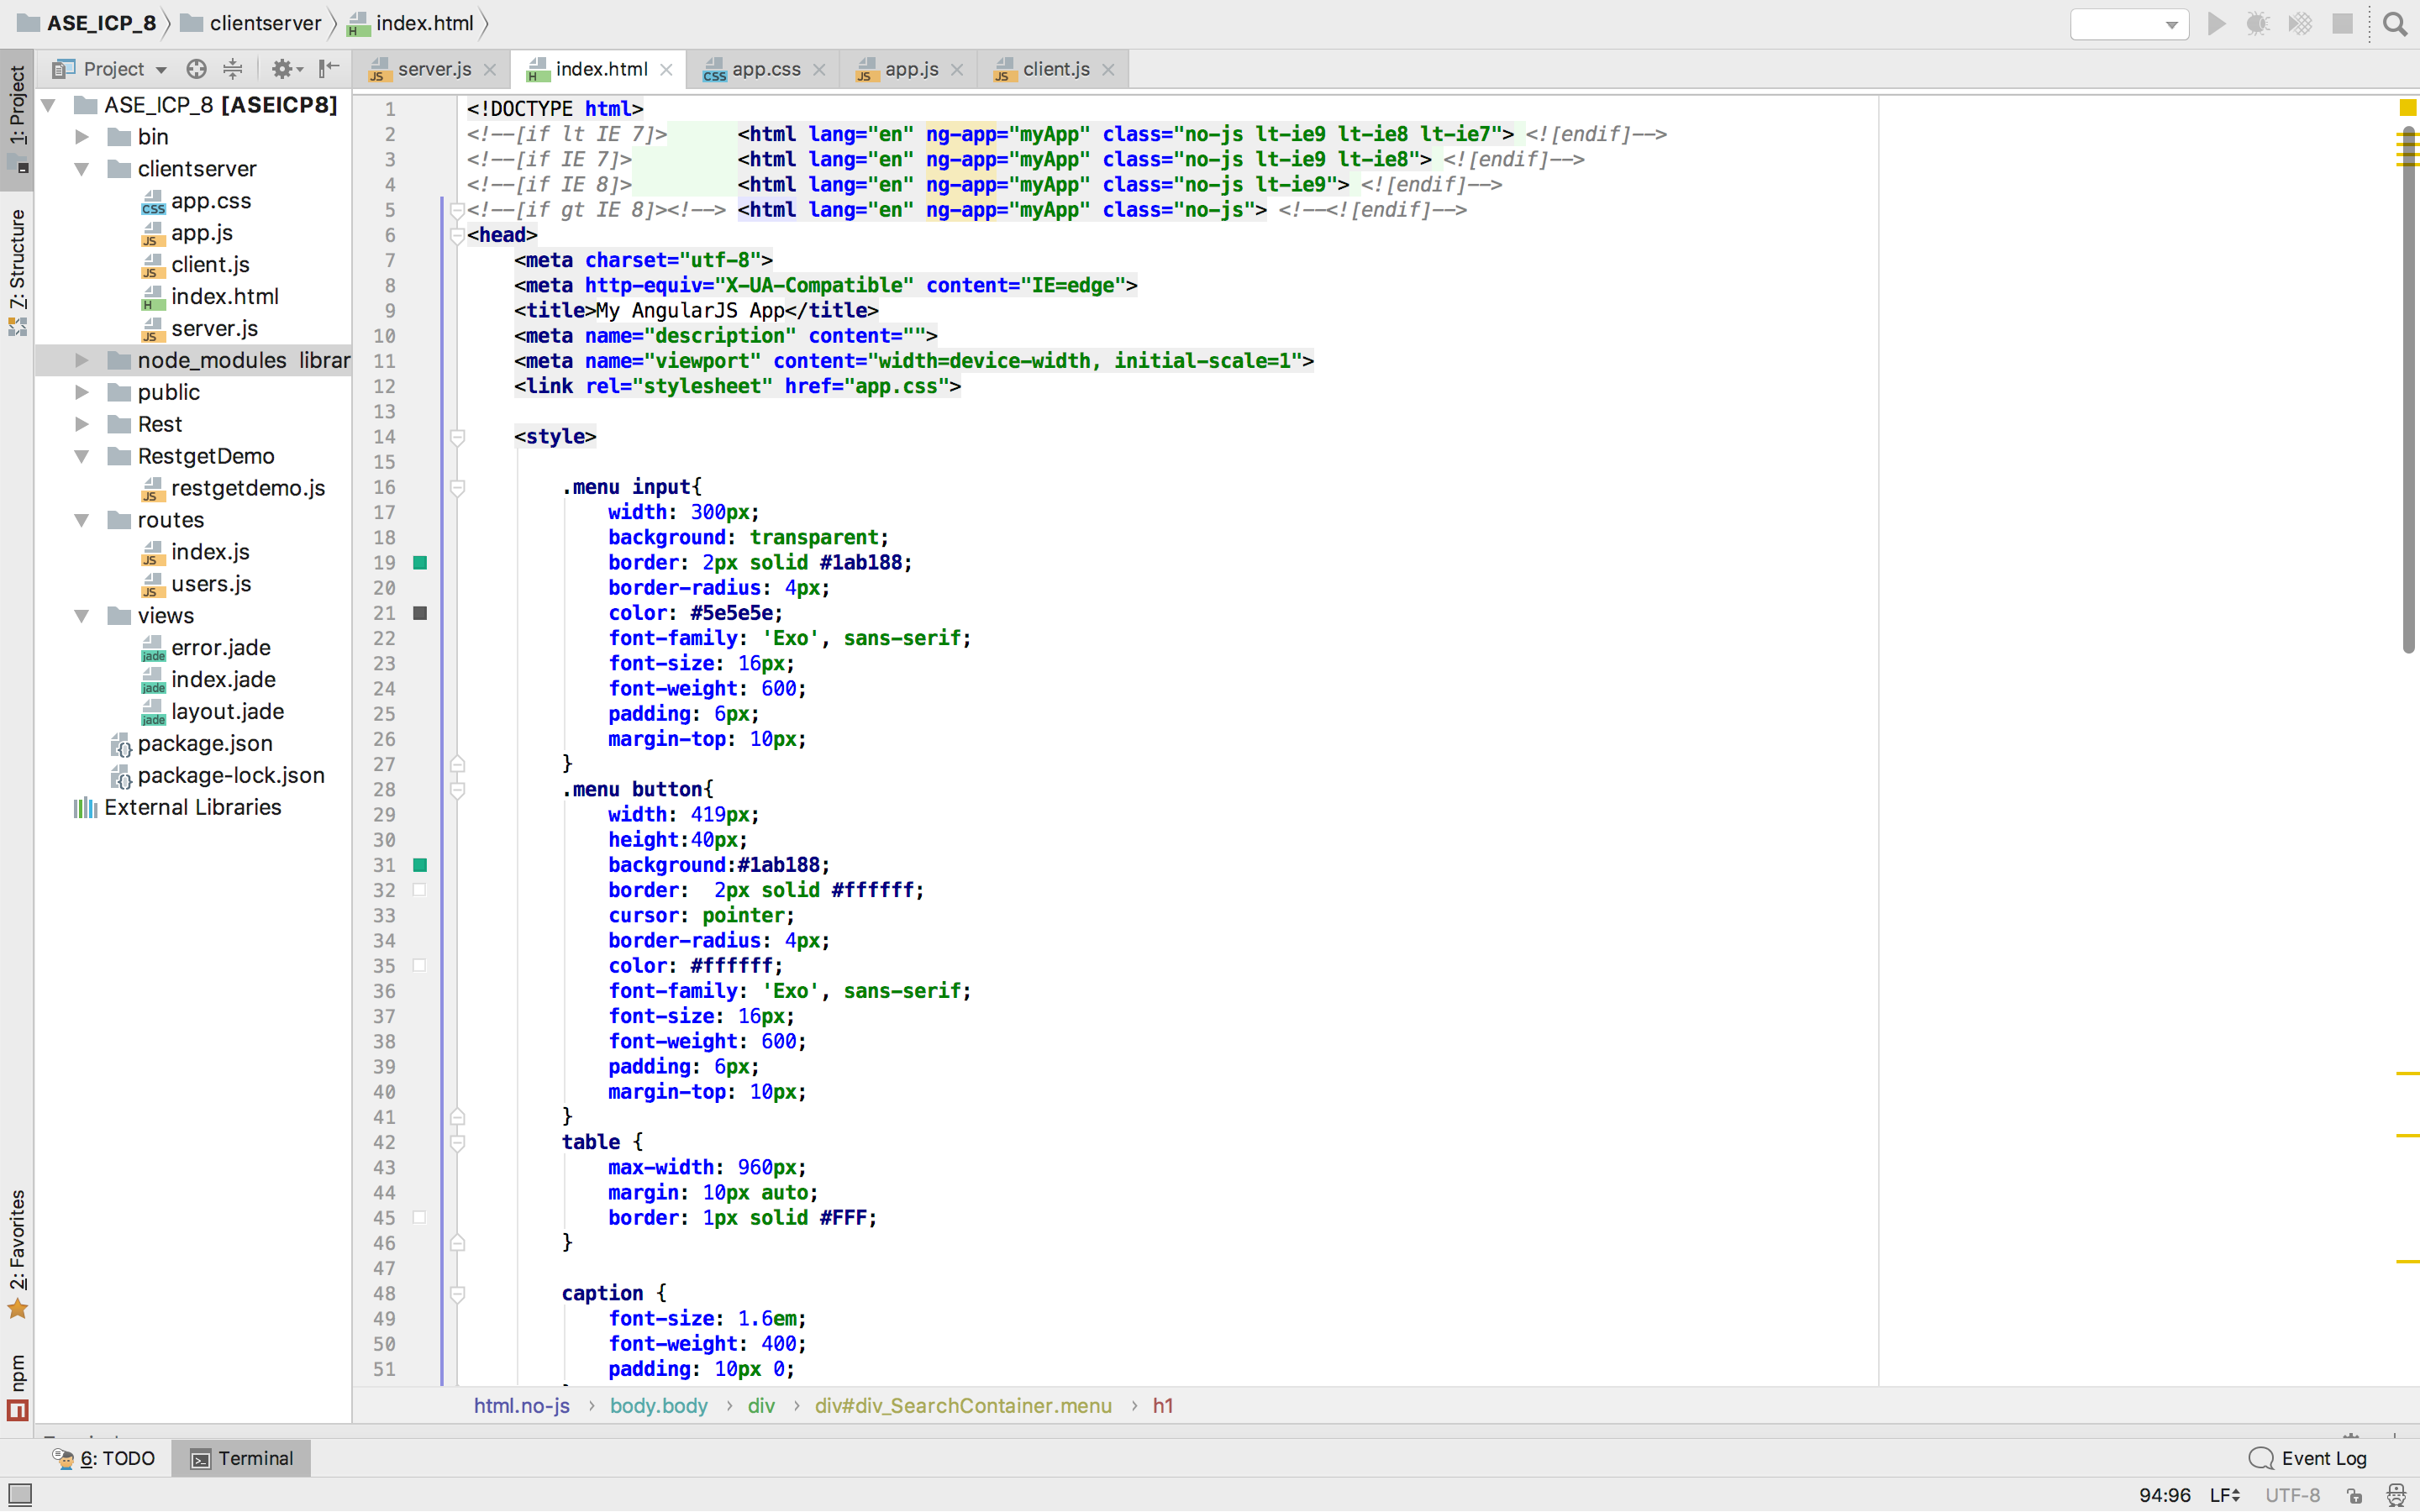 ASE_ICP_8 clientserver index.html
1: Project
7: Structure
2: Favorites
npm
Project
server.js index.html app.css app.js client.js
ASE_ICP_8 [ASEICP8]
bin
clientserver
app.css
app.js
client.js
index.html
server.js
node_modules librar
public
Rest
RestgetDemo
restgetdemo.js
routes
index.js
users.js
views
error.jade
index.jade
layout.jade
package.json
package-lock.json
External Libraries
1 <!DOCTYPE html>
2 <!--[if lt IE 7]>      <html lang="en" ng-app="myApp" class="no-js lt-ie9 lt-ie8 lt-ie7"> <![endif]-->
3 <!--[if IE 7]>         <html lang="en" ng-app="myApp" class="no-js lt-ie9 lt-ie8"> <![endif]-->
4 <!--[if IE 8]>         <html lang="en" ng-app="myApp" class="no-js lt-ie9"> <![endif]-->
5 <!--[if gt IE 8]><!--> <html lang="en" ng-app="myApp" class="no-js"> <!--<![endif]-->
6 <head>
7     <meta charset="utf-8">
8     <meta http-equiv="X-UA-Compatible" content="IE=edge">
9     <title>My AngularJS App</title>
10     <meta name="description" content="">
11     <meta name="viewport" content="width=device-width, initial-scale=1">
12     <link rel="stylesheet" href="app.css">
13
14     <style>
15
16         .menu input{
17             width: 300px;
18             background: transparent;
19             border: 2px solid #1ab188;
20             border-radius: 4px;
21             color: #5e5e5e;
22             font-family: 'Exo', sans-serif;
23             font-size: 16px;
24             font-weight: 600;
25             padding: 6px;
26             margin-top: 10px;
27         }
28         .menu button{
29             width: 419px;
30             height:40px;
31             background:#1ab188;
32             border:  2px solid #ffffff;
33             cursor: pointer;
34             border-radius: 4px;
35             color: #ffffff;
36             font-family: 'Exo', sans-serif;
37             font-size: 16px;
38             font-weight: 600;
39             padding: 6px;
40             margin-top: 10px;
41         }
42         table {
43             max-width: 960px;
44             margin: 10px auto;
45             border: 1px solid #FFF;
46         }
47
48         caption {
49             font-size: 1.6em;
50             font-weight: 400;
51             padding: 10px 0;
html.no-js › body.body › div › div#div_SearchContainer.menu › h1
6: TODO Terminal Event Log
94:96 LF UTF-8